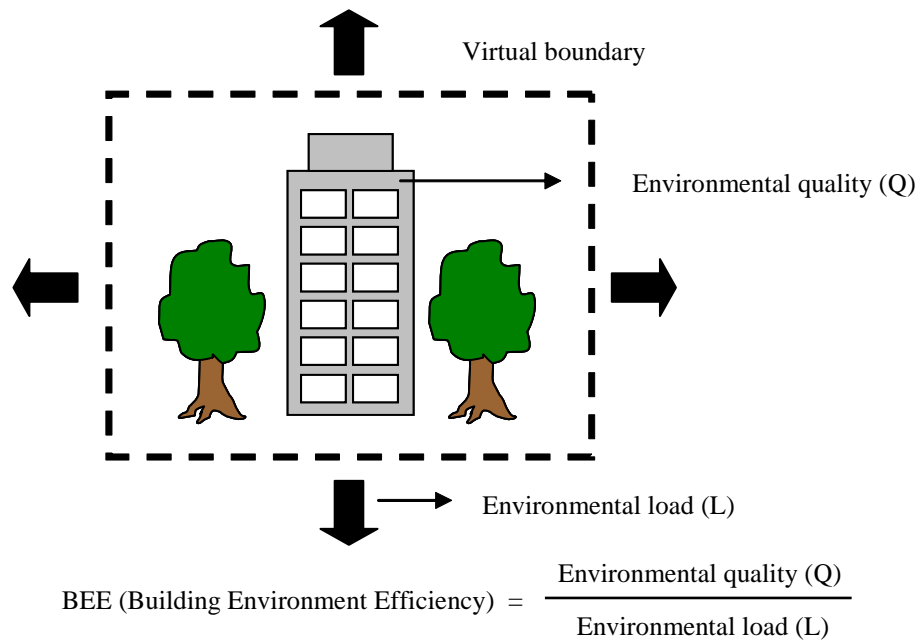 Virtual boundary
Environmental quality (Q)
Environmental load (L)
BEE (Building Environment Efficiency) = Environmental quality (Q)
Environmental load (L)